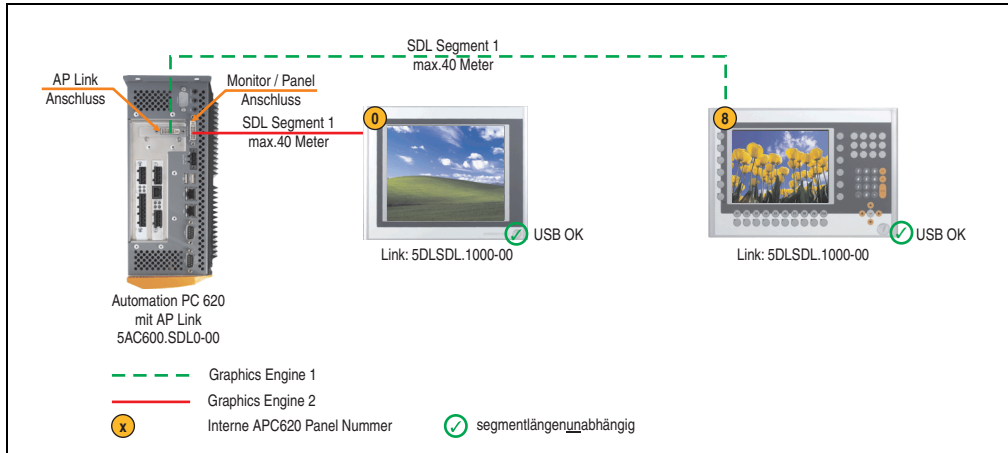 SDL Segment 1
max.40 Meter
AP Link
Anschluss
Monitor / Panel
Anschluss
SDL Segment 1
max.40 Meter
0
8
USB OK
USB OK
Link: 5DLSDL.1000-00
Link: 5DLSDL.1000-00
Automation PC 620
mit AP Link
5AC600.SDL0-00
Graphics Engine 1
Graphics Engine 2
x
Interne APC620 Panel Nummer
segmentlängenunabhängig